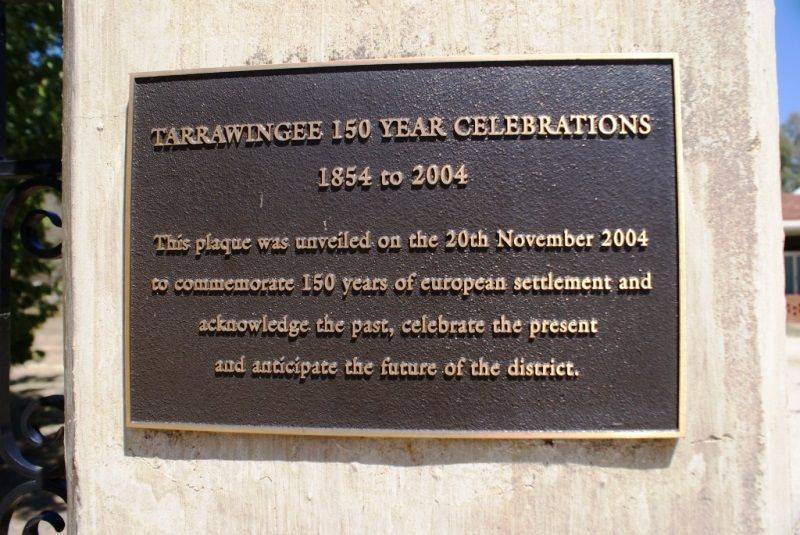 TARRAWINGEE 150 YEAR CELEBRATIONS
1854 to 2004
This plaque was unveiled on the 20th November 2004
to commemorate 150 years of european settlement and
acknowledge the past, celebrate the present
and anticipate the future of the district.